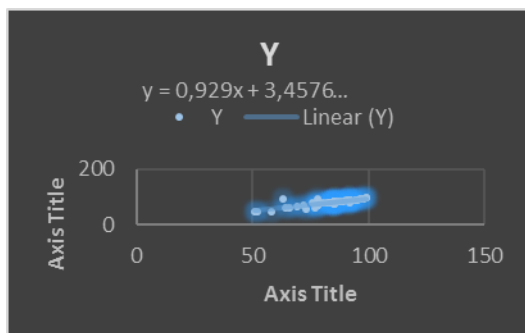 Y
y = 0,929x + 3,4576...
Y Linear (Y)
200
0
0 50 100 150
Axis Title
Axis Title